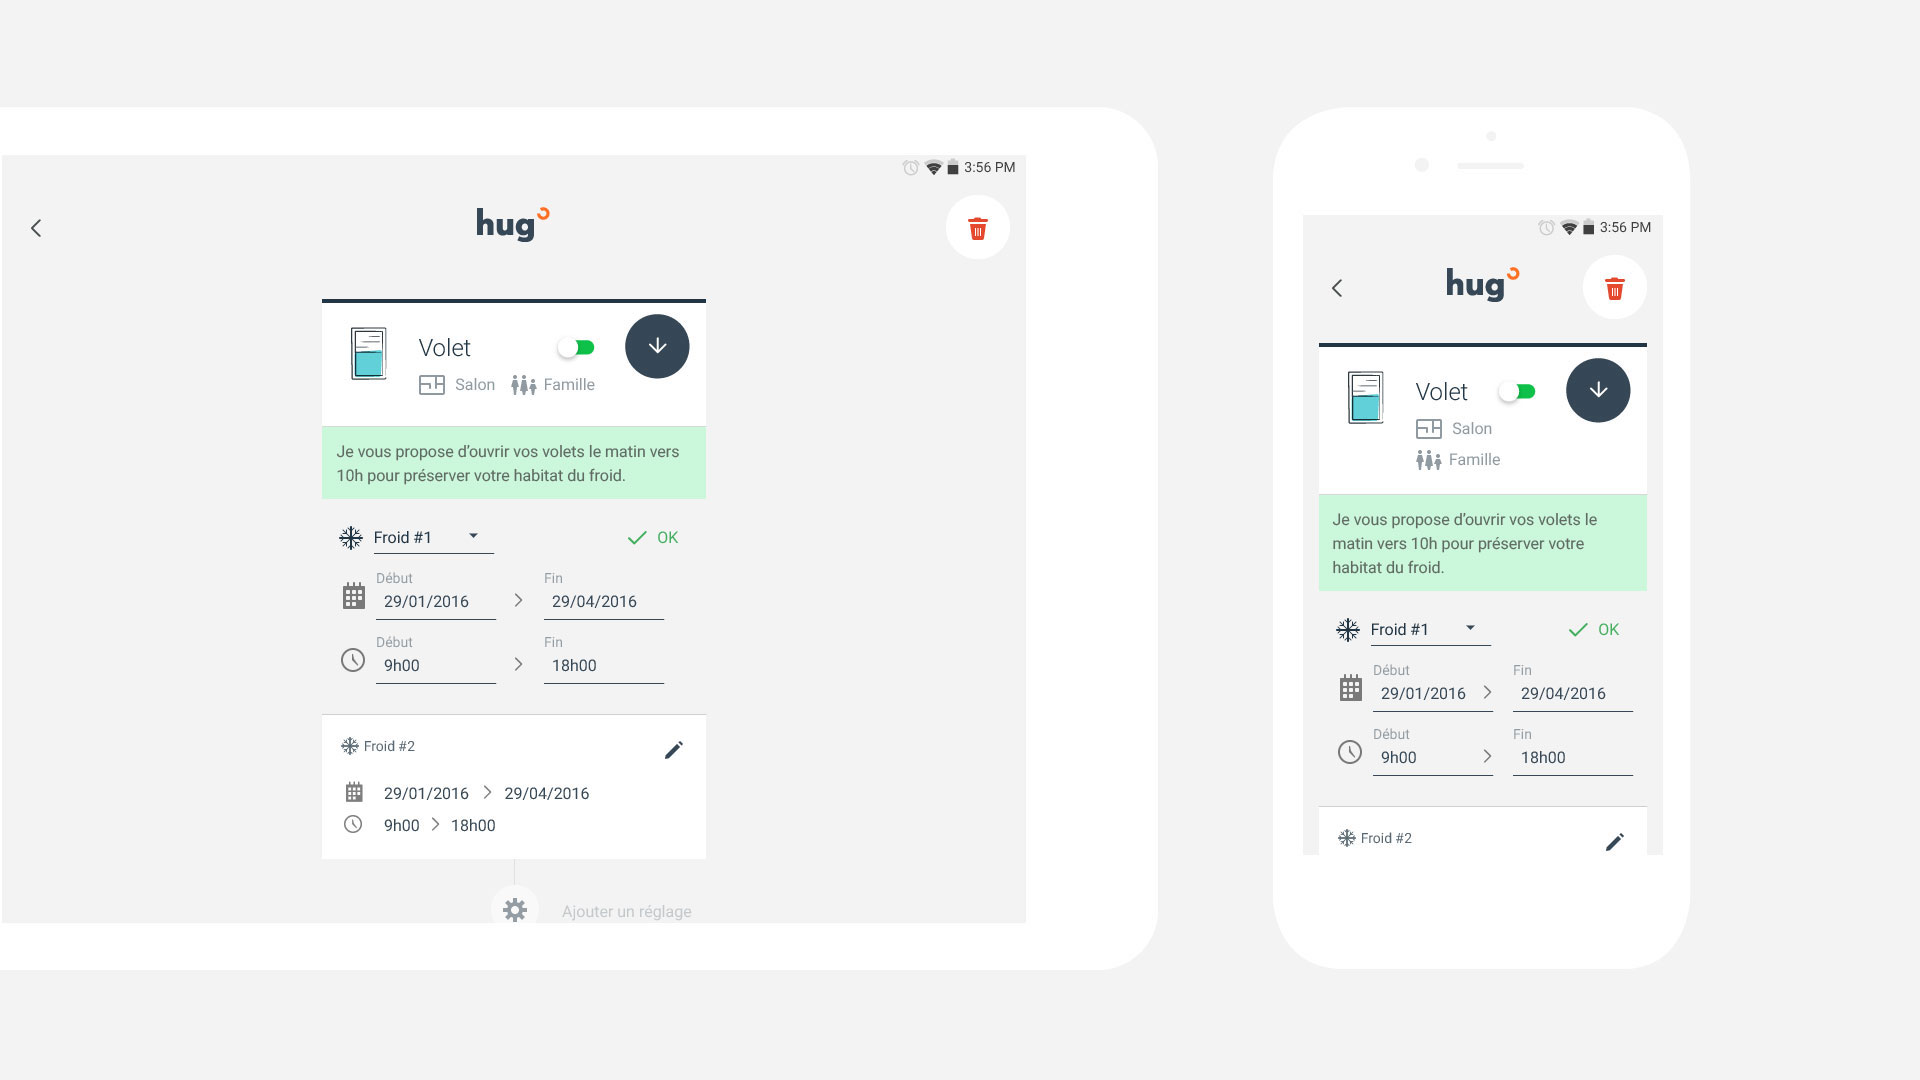 3:56 PM
hug
Volet
Salon Famille
Je vous propose d’ouvrir vos volets le matin vers
10h pour préserver votre habitat du froid.
Froid #1 OK
Début Fin
29/01/2016 29/04/2016
Début Fin
9h00 18h00
Froid #2
29/01/2016 29/04/2016
9h00 18h00
Ajouter un réglage
3:56 PM
hug
Volet
Salon
Famille
Je vous propose d’ouvrir vos volets le
matin vers 10h pour préserver votre
habitat du froid.
Froid #1 OK
Début Fin
29/01/2016 29/04/2016
Début Fin
9h00 18h00
Froid #2